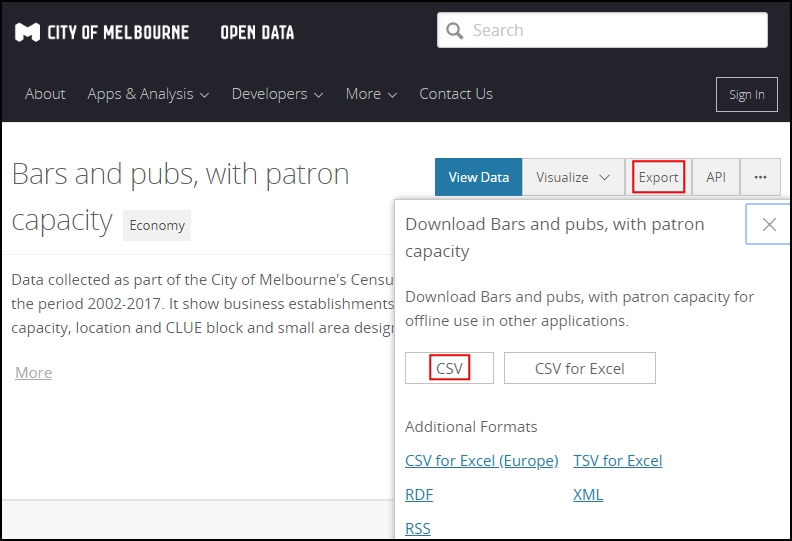 CITY OF MELBOURNE OPEN DATA
Search
About Apps & Analysis Developers More Contact Us Sign In
Bars and pubs, with patron
capacity Economy
View Data Visualize Export API ...
Data collected as part of the City of Melbourne's Censu
the period 2002-2017. It show business establishments
capacity, location and CLUE block and small area desig
More
Download Bars and pubs, with patron
capacity
Download Bars and pubs, with patron capacity for
offline use in other applications.
CSV CSV for Excel
Additional Formats
CSV for Excel (Europe) TSV for Excel
RDF XML
RSS